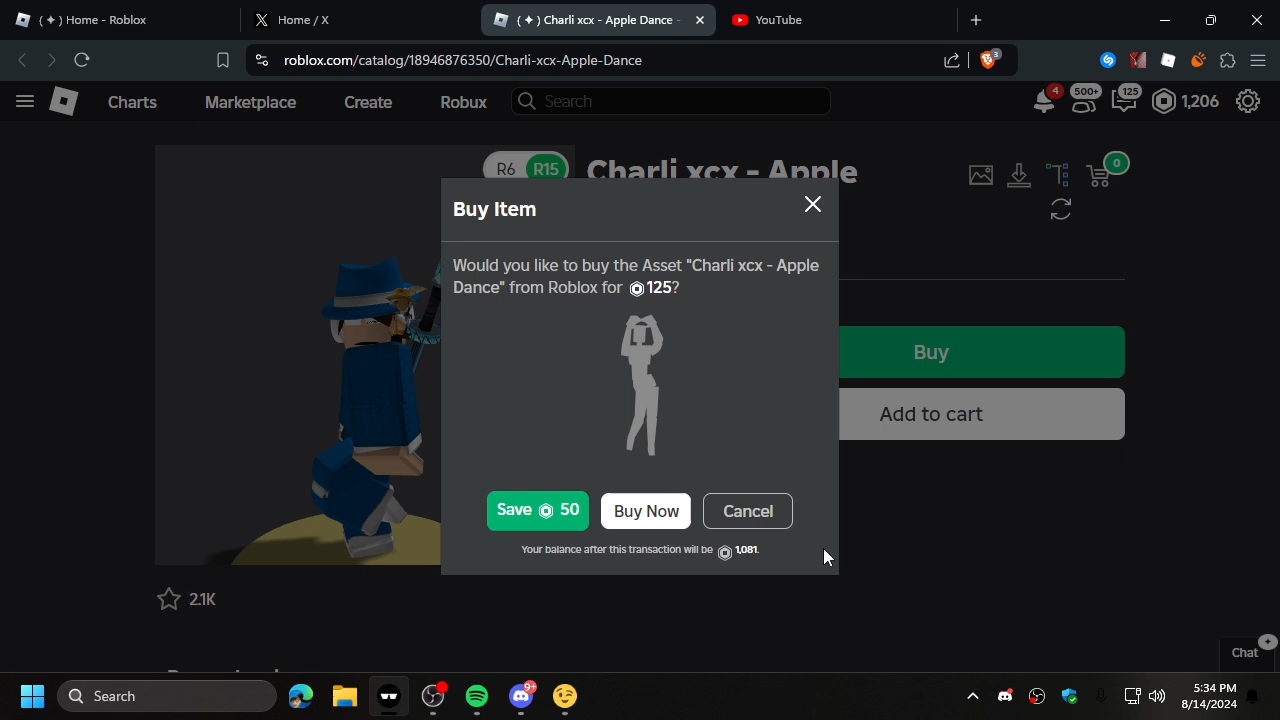 ( ✦ ) Home - Roblox
Home / X
( ✦ ) Charli xcx - Apple Dance -
YouTube
roblox.com/catalog/18946876350/Charli-xcx-Apple-Dance
3
Charts
Marketplace
Create
Robux
Search
4
500+
125
1,206
R6
R15
Charli xcx - Apple
0
Buy Item
Would you like to buy the Asset "Charli xcx - Apple
Dance" from Roblox for 125?
Buy
Add to cart
Save 50
Buy Now
Cancel
Your balance after this transaction will be 1,081.
2.1K
Chat
Search
9+
5:34 PM
8/14/2024